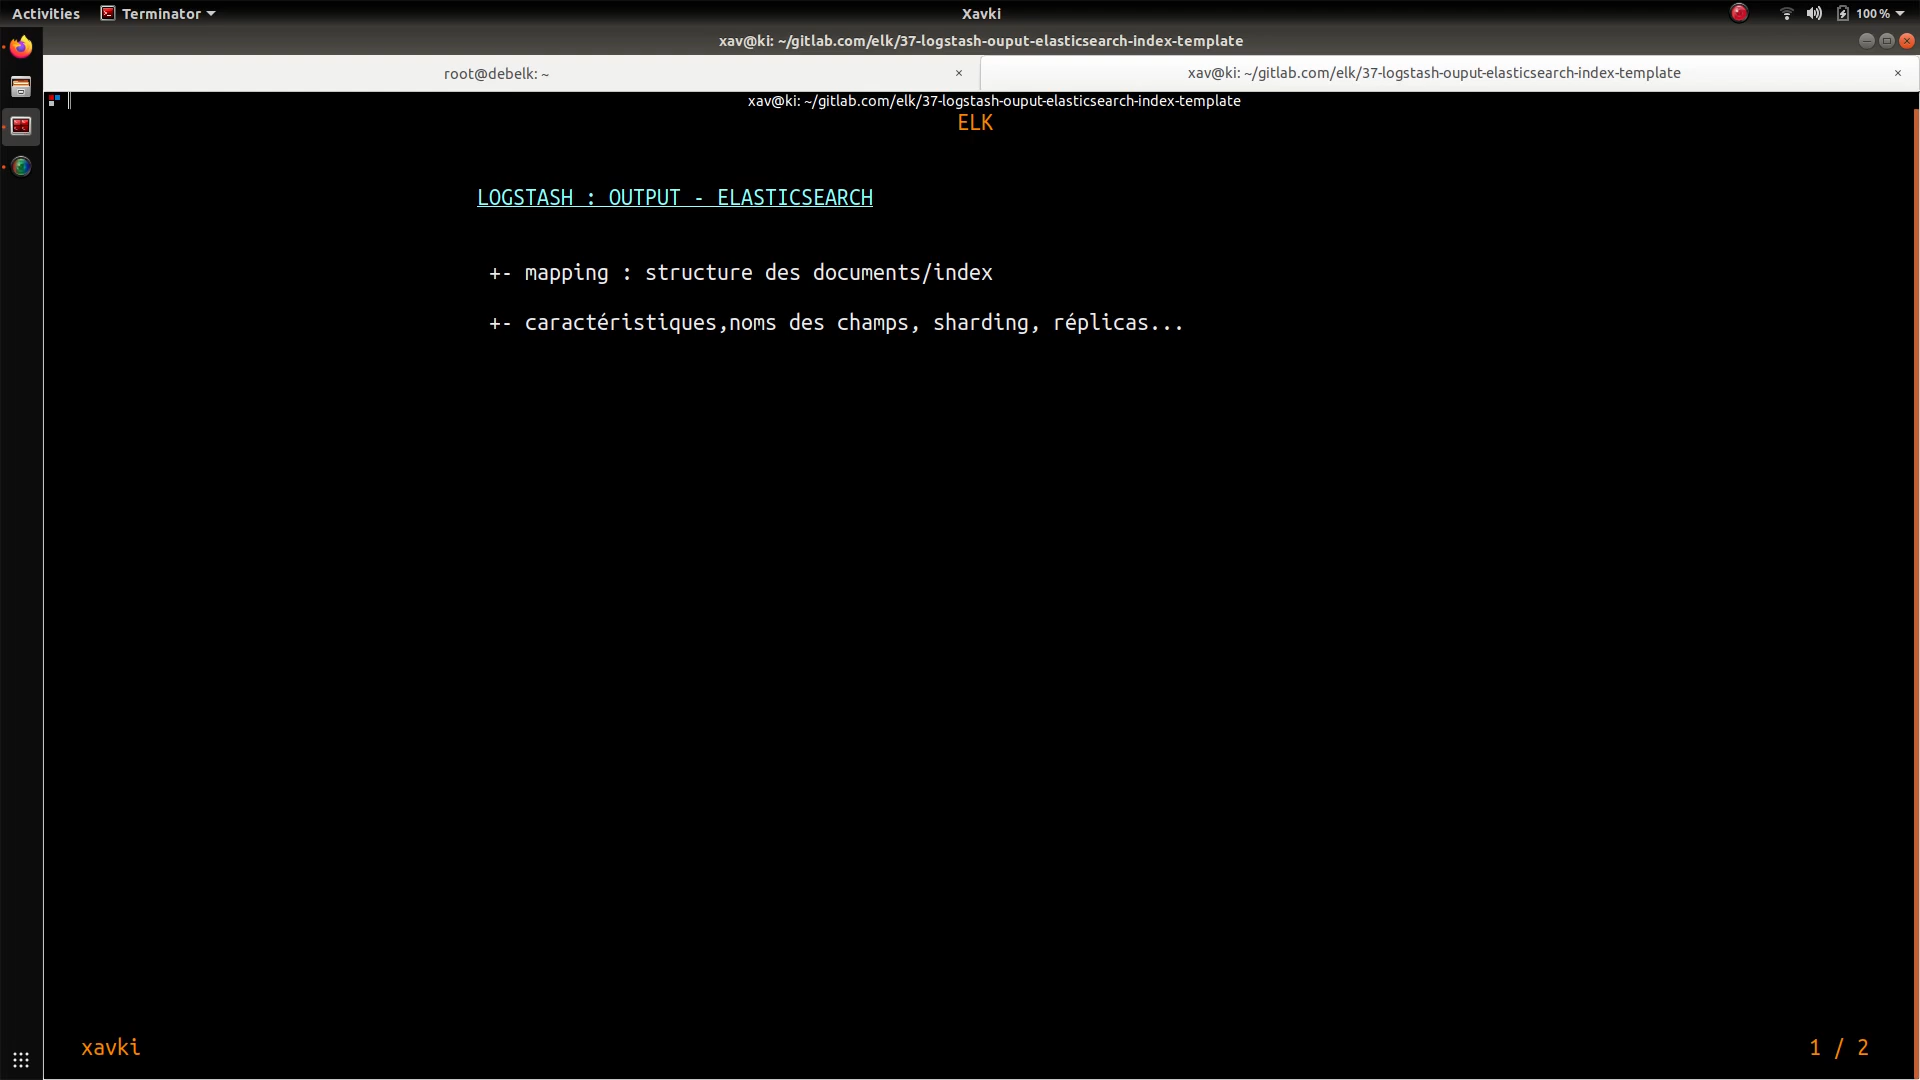 Activities Terminator Xavki 100 %
xav@ki: ~/gitlab.com/elk/37-logstash-ouput-elasticsearch-index-template
root@debelk: ~ × xav@ki: ~/gitlab.com/elk/37-logstash-ouput-elasticsearch-index-template ×
xav@ki: ~/gitlab.com/elk/37-logstash-ouput-elasticsearch-index-template
ELK
LOGSTASH : OUTPUT - ELASTICSEARCH
+- mapping : structure des documents/index
+- caractéristiques,noms des champs, sharding, réplicas...
xavki 1 / 2